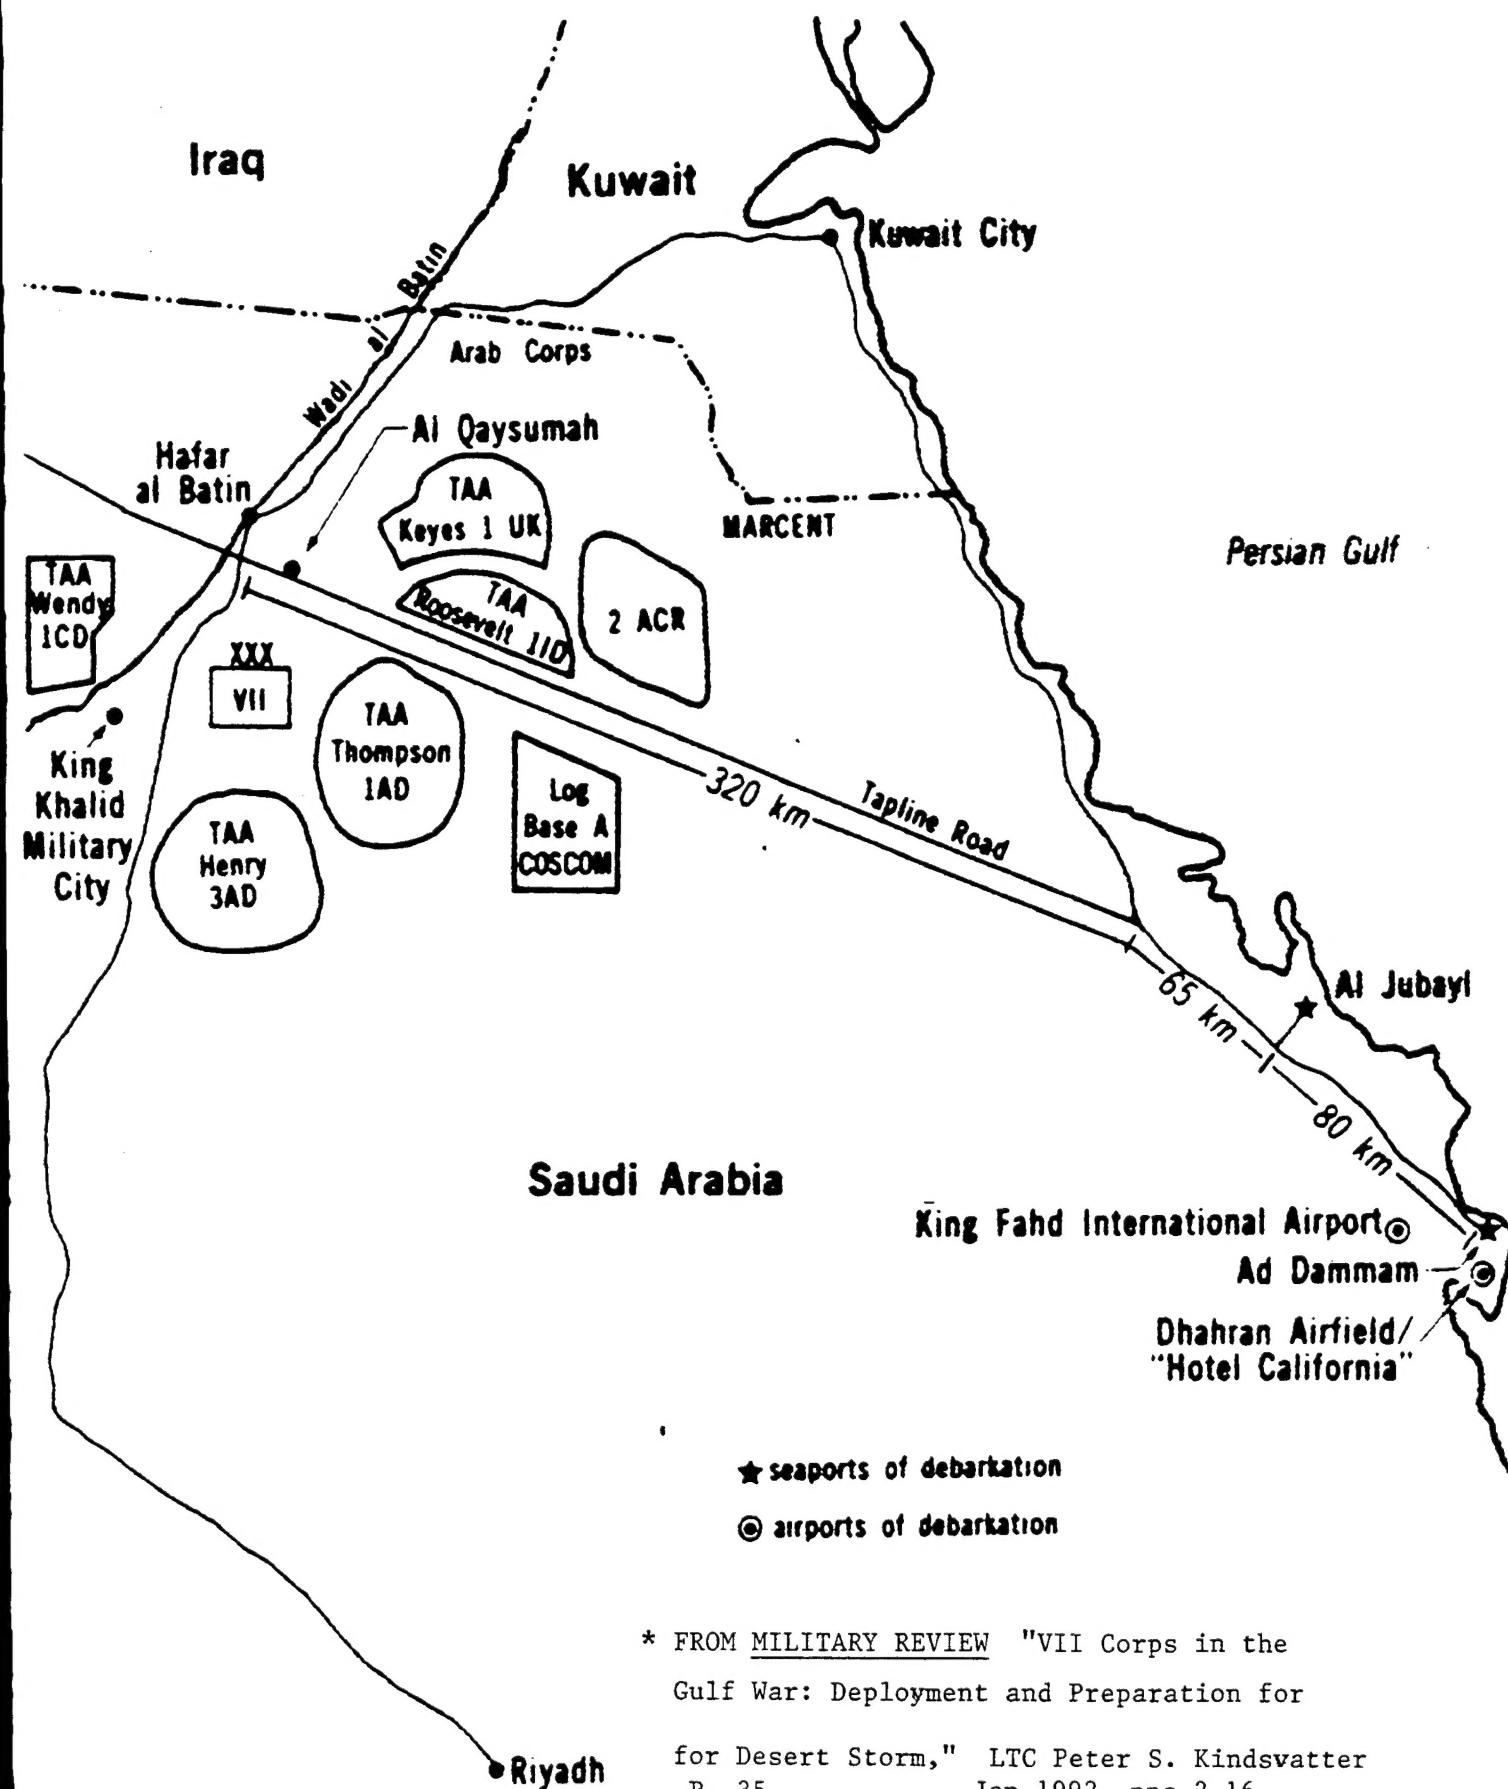 Iraq
Kuwait
Kuwait City
Wadi al Batin
Arab Corps
Al Qaysumah
Hafar
al Batin
TAA
Keyes 1 UK
MARCENT
Persian Gulf
TAA
Wendy
1CD
TAA
Roosevelt 1ID
2 ACR
XXX
VII
TAA
Thompson
1AD
King
Khalid
Military
City
TAA
Henry
3AD
Log
Base A
COSCOM
320 km
Tapline Road
65 km
Al Jubayl
80 km
Saudi Arabia
King Fahd International Airport
Ad Dammam
Dhahran Airfield/
"Hotel California"
★ seaports of debarkation
airports of debarkation
* FROM MILITARY REVIEW "VII Corps in the
Gulf War: Deployment and Preparation for
for Desert Storm," LTC Peter S. Kindsvatter
Riyadh